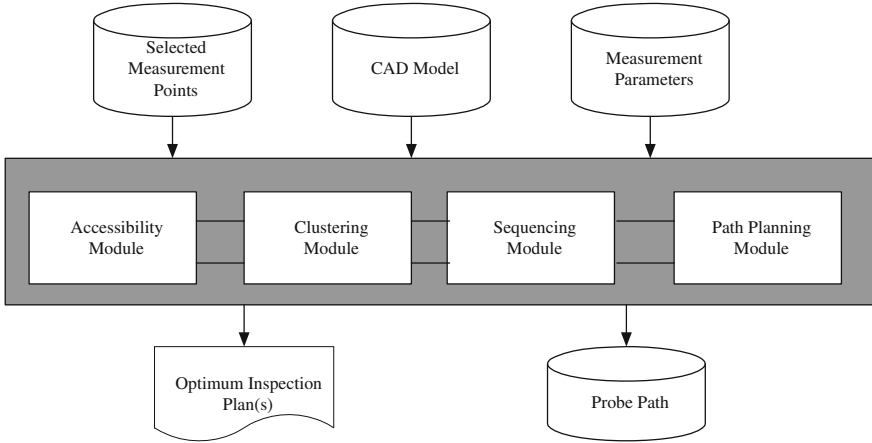 Selected
Measurement
Points
CAD Model
Measurement
Parameters
Accessibility
Module
Clustering
Module
Sequencing
Module
Path Planning
Module
Optimum Inspection
Plan(s)
Probe Path